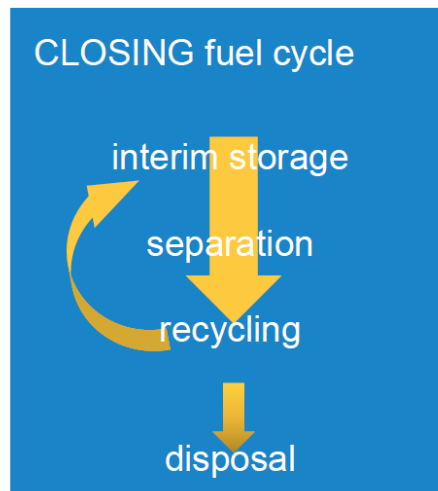 CLOSING fuel cycle
interim storage
separation
recycling
disposal